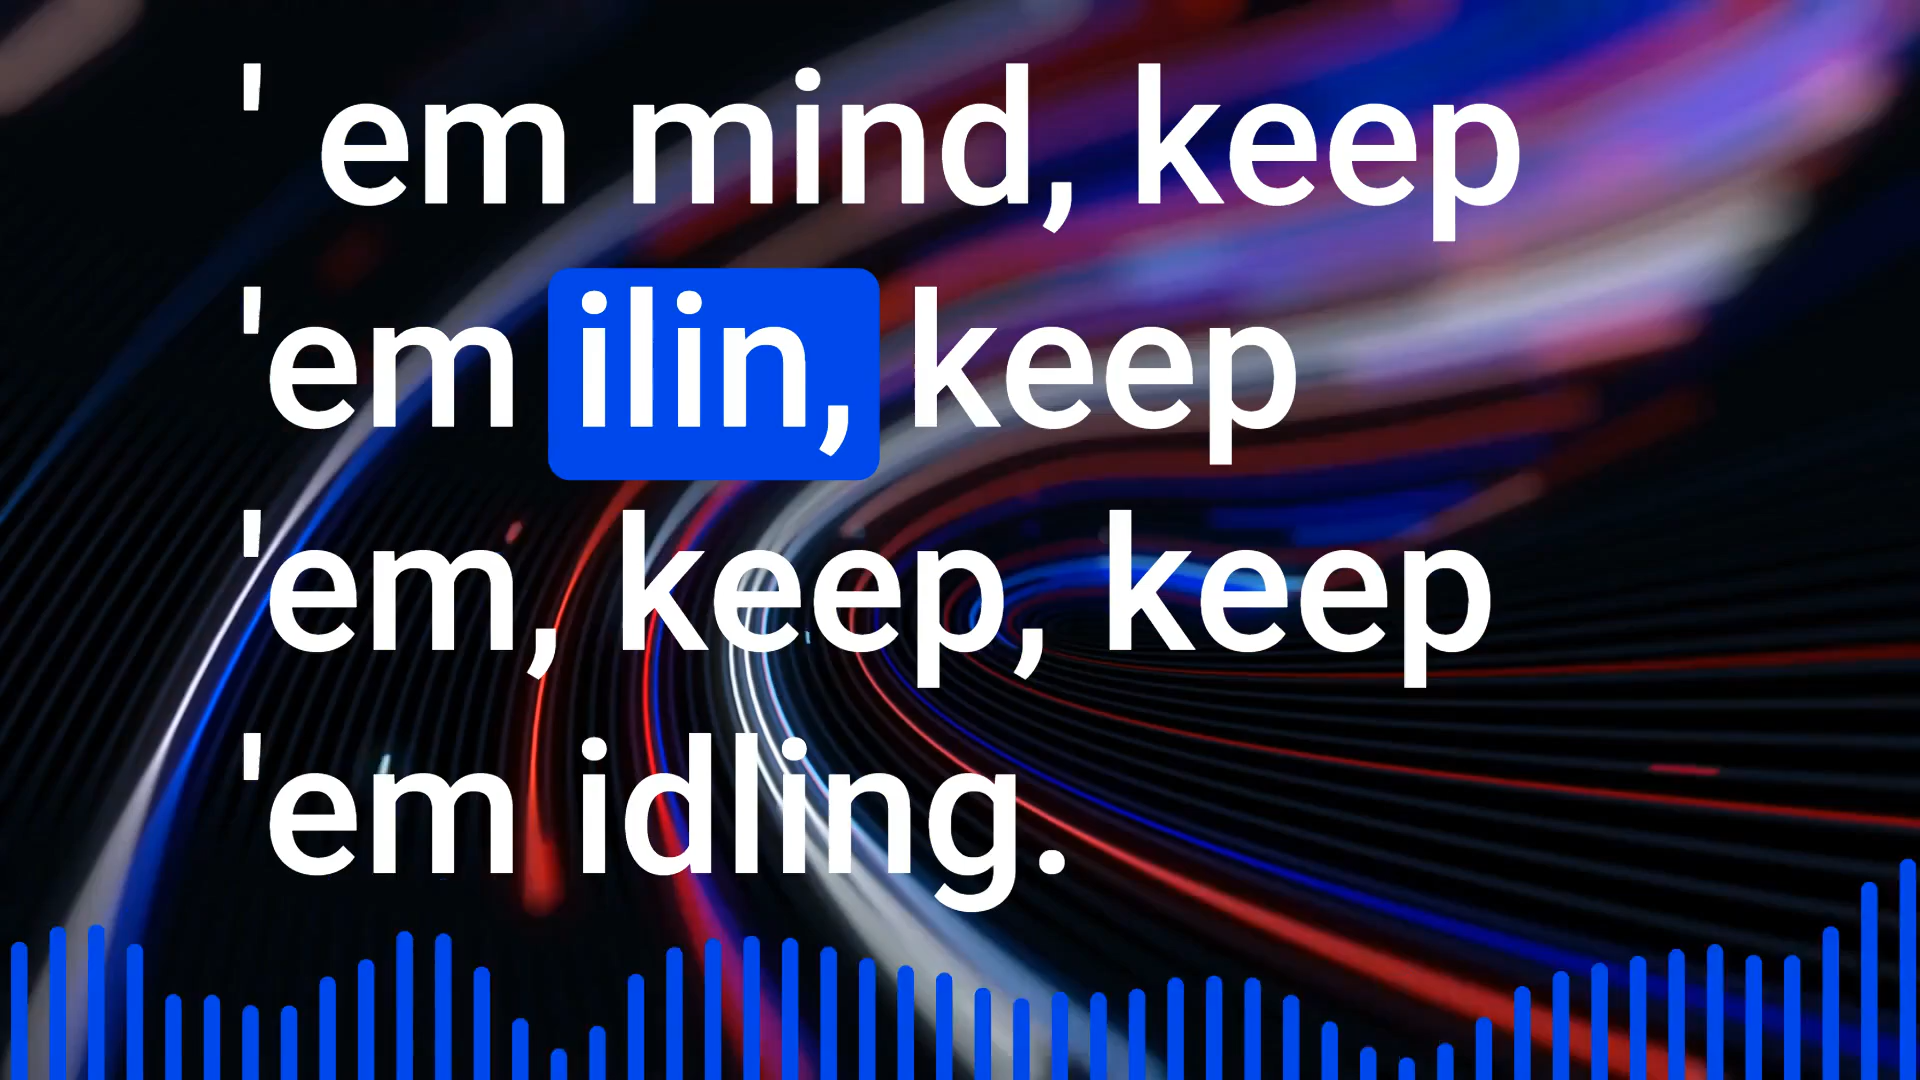 ' em mind, keep
'em ilin, keep
'em, keep, keep
'em idling.